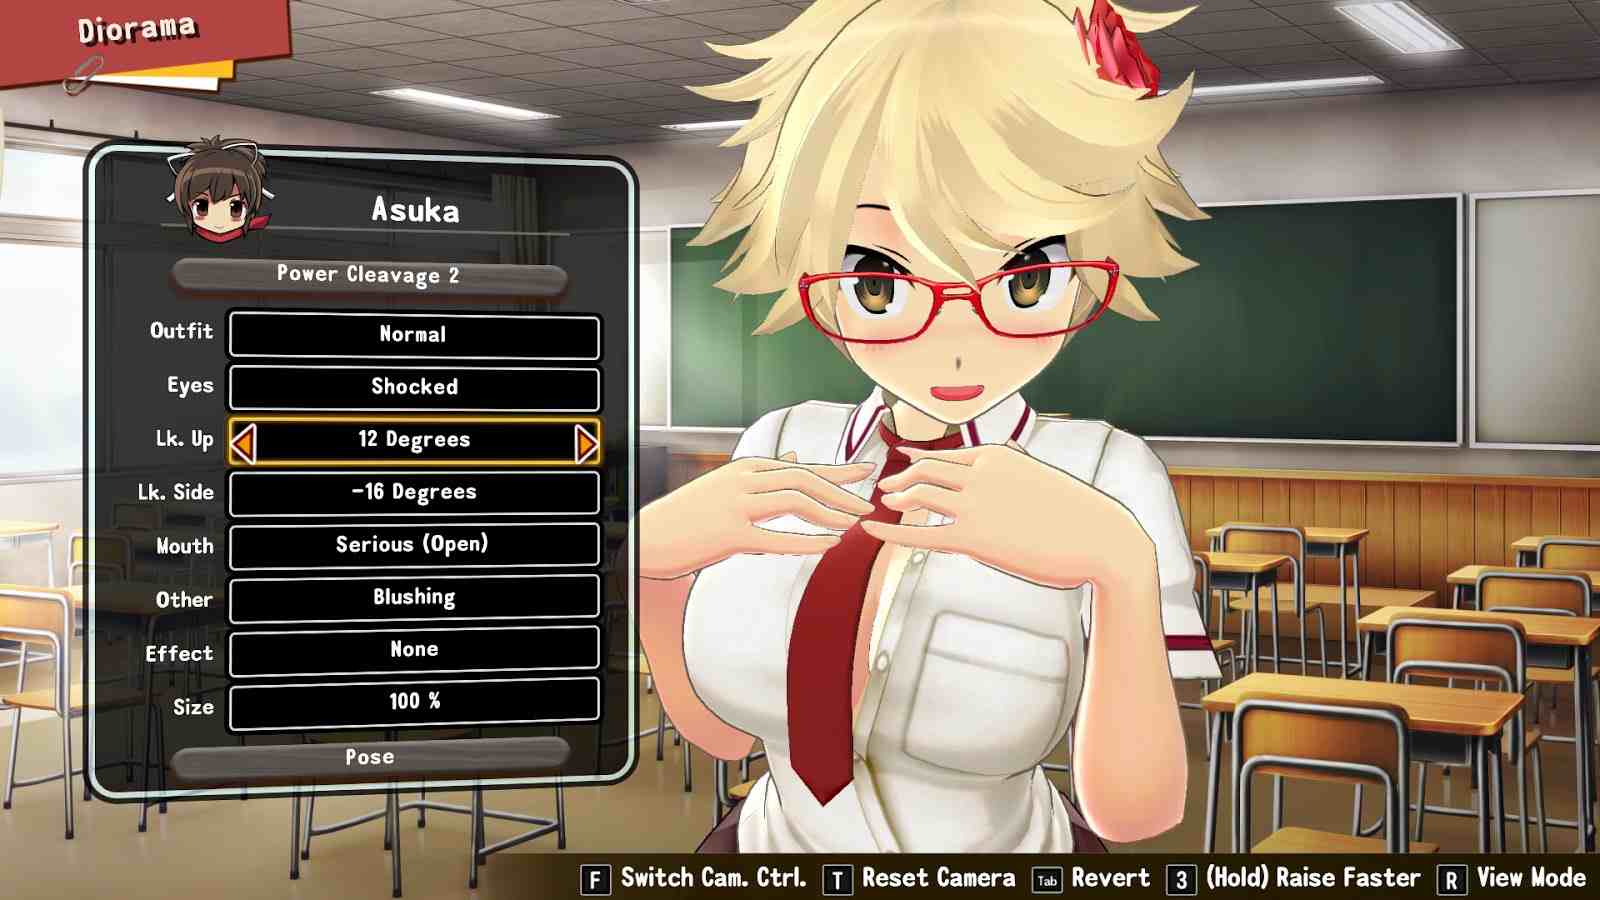 Diorama
Asuka
Power Cleavage 2
Outfit Normal
Eyes Shocked
Lk. Up 12 Degrees
Lk. Side -16 Degrees
Mouth Serious (Open)
Other Blushing
Effect None
Size 100 %
Pose
F Switch Cam. Ctrl. T Reset Camera Tab Revert 3 (Hold) Raise Faster R View Mode